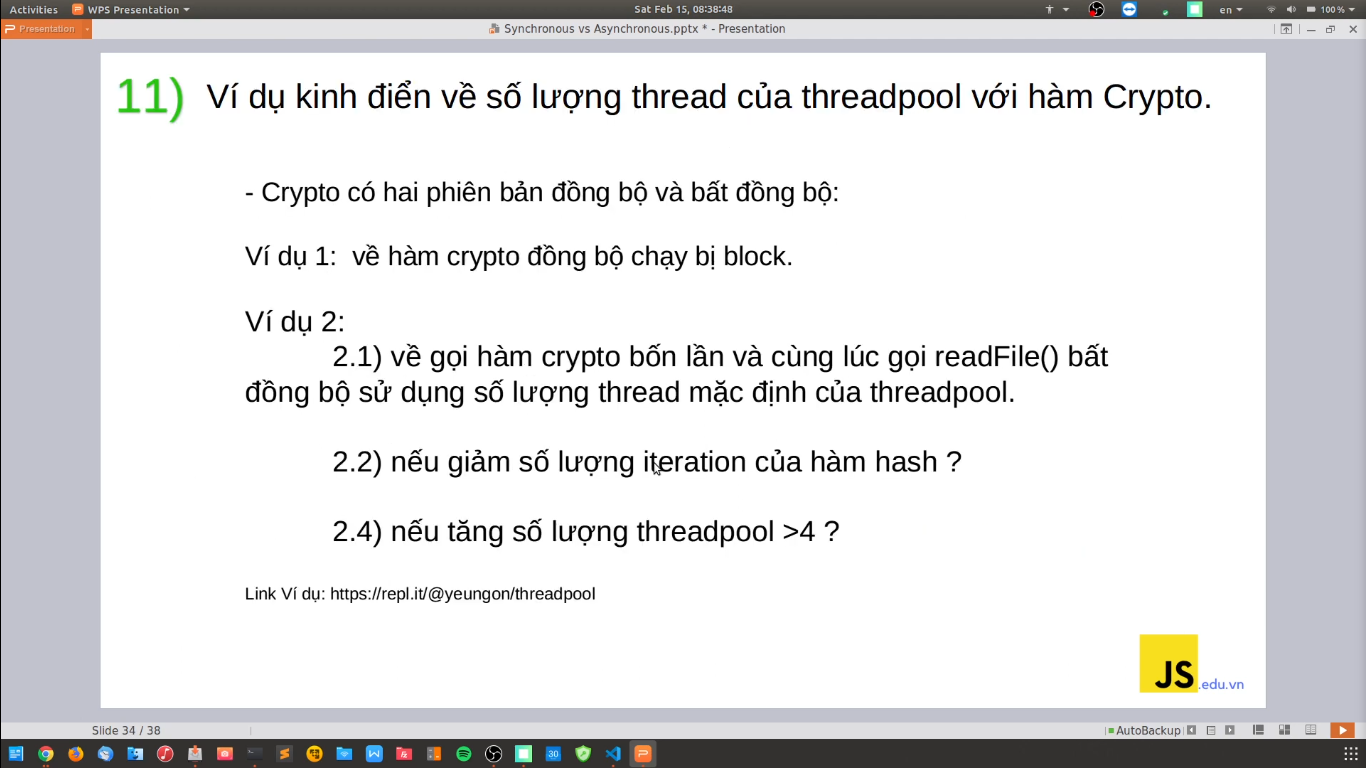 Activities WPS Presentation Sat Feb 15, 08:38:48 en 100 %
Presentation Synchronous vs Asynchronous.pptx * - Presentation
11) Ví dụ kinh điển về số lượng thread của threadpool với hàm Crypto.
- Crypto có hai phiên bản đồng bộ và bất đồng bộ:
Ví dụ 1: về hàm crypto đồng bộ chạy bị block.
Ví dụ 2:
2.1) về gọi hàm crypto bốn lần và cùng lúc gọi readFile() bất
đồng bộ sử dụng số lượng thread mặc định của threadpool.
2.2) nếu giảm số lượng iteration của hàm hash ?
2.4) nếu tăng số lượng threadpool >4 ?
Link Ví dụ: https://repl.it/@yeungon/threadpool
JS.edu.vn
Slide 34 / 38 AutoBackup
30